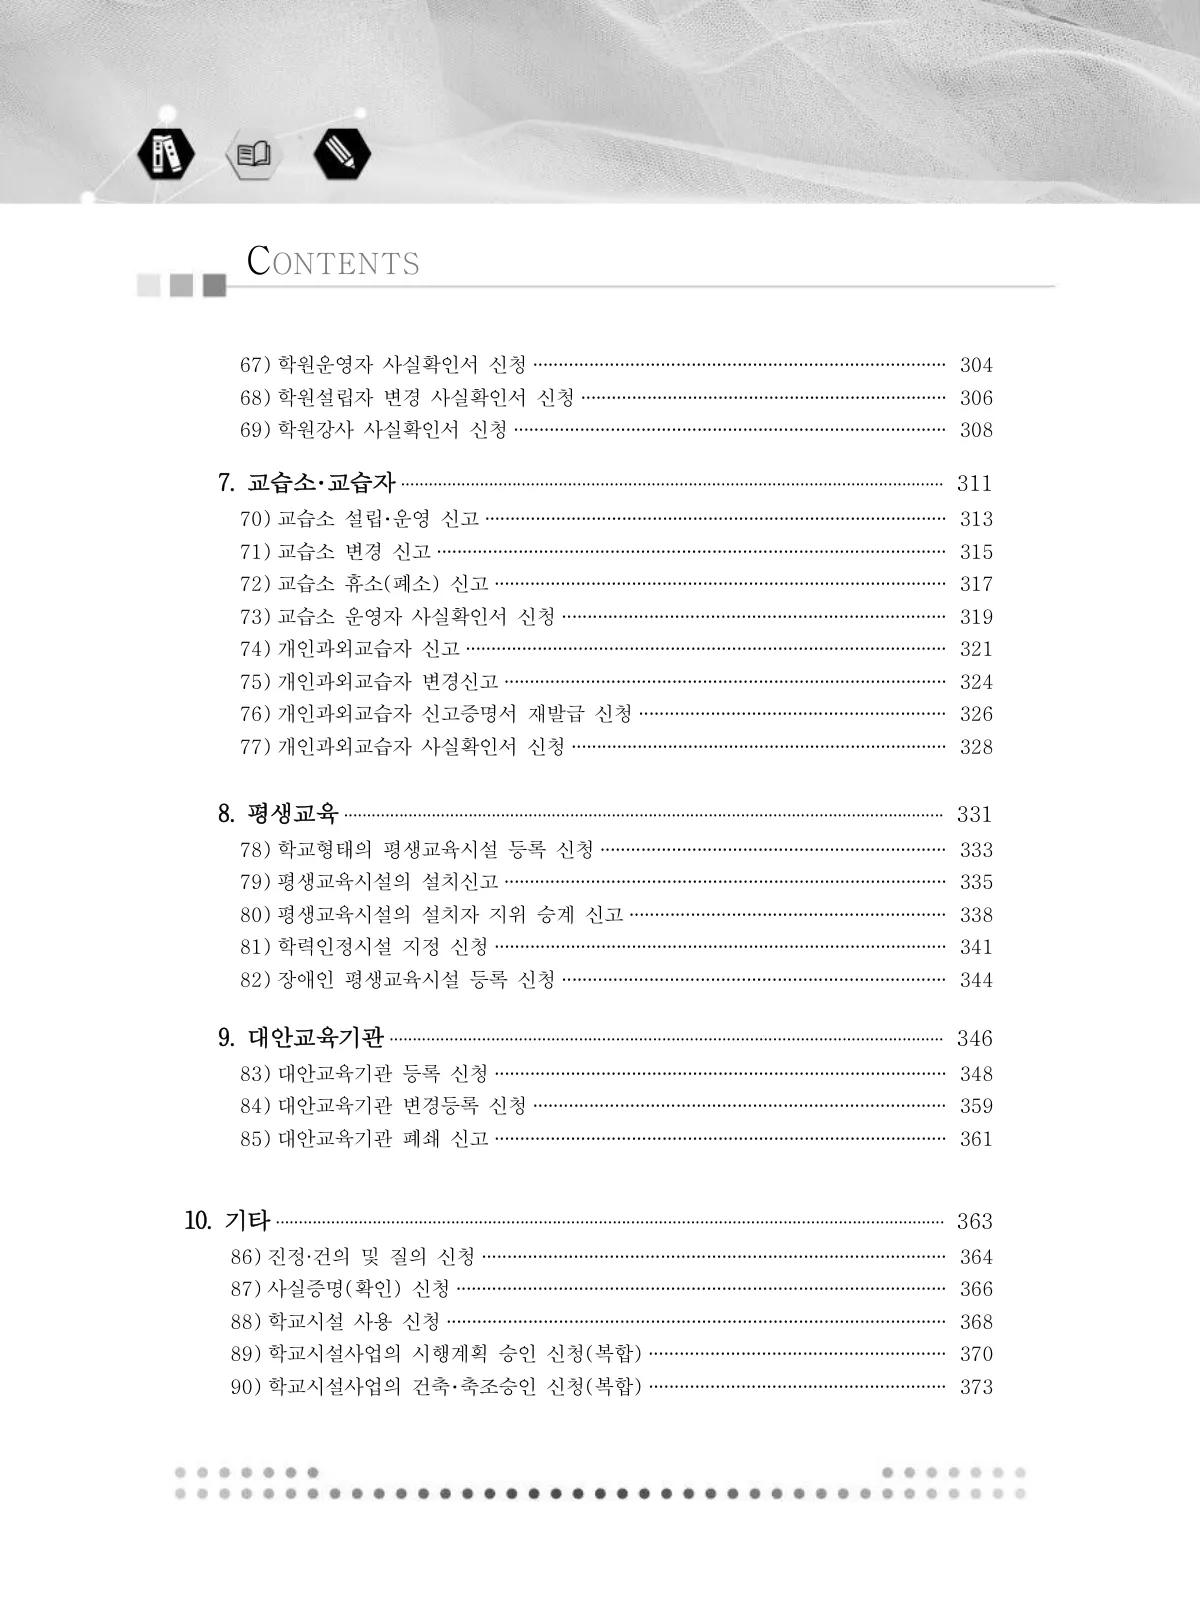 CONTENTS
67) 학원운영자 사실확인서 신청 ··· 304
68) 학원설립자 변경 사실확인서 신청 ··· 306
69) 학원강사 사실확인서 신청 ··· 308
7. 교습소·교습자 ··· 311
70) 교습소 설립·운영 신고 ··· 313
71) 교습소 변경 신고 ··· 315
72) 교습소 휴소(폐소) 신고 ··· 317
73) 교습소 운영자 사실확인서 신청 ··· 319
74) 개인과외교습자 신고 ··· 321
75) 개인과외교습자 변경신고 ··· 324
76) 개인과외교습자 신고증명서 재발급 신청 ··· 326
77) 개인과외교습자 사실확인서 신청 ··· 328
8. 평생교육 ··· 331
78) 학교형태의 평생교육시설 등록 신청 ··· 333
79) 평생교육시설의 설치신고 ··· 335
80) 평생교육시설의 설치자 지위 승계 신고 ··· 338
81) 학력인정시설 지정 신청 ··· 341
82) 장애인 평생교육시설 등록 신청 ··· 344
9. 대안교육기관 ··· 346
83) 대안교육기관 등록 신청 ··· 348
84) 대안교육기관 변경등록 신청 ··· 359
85) 대안교육기관 폐쇄 신고 ··· 361
10. 기타 ··· 363
86) 진정·건의 및 질의 신청 ··· 364
87) 사실증명(확인) 신청 ··· 366
88) 학교시설 사용 신청 ··· 368
89) 학교시설사업의 시행계획 승인 신청(복합) ··· 370
90) 학교시설사업의 건축·축조승인 신청(복합) ··· 373